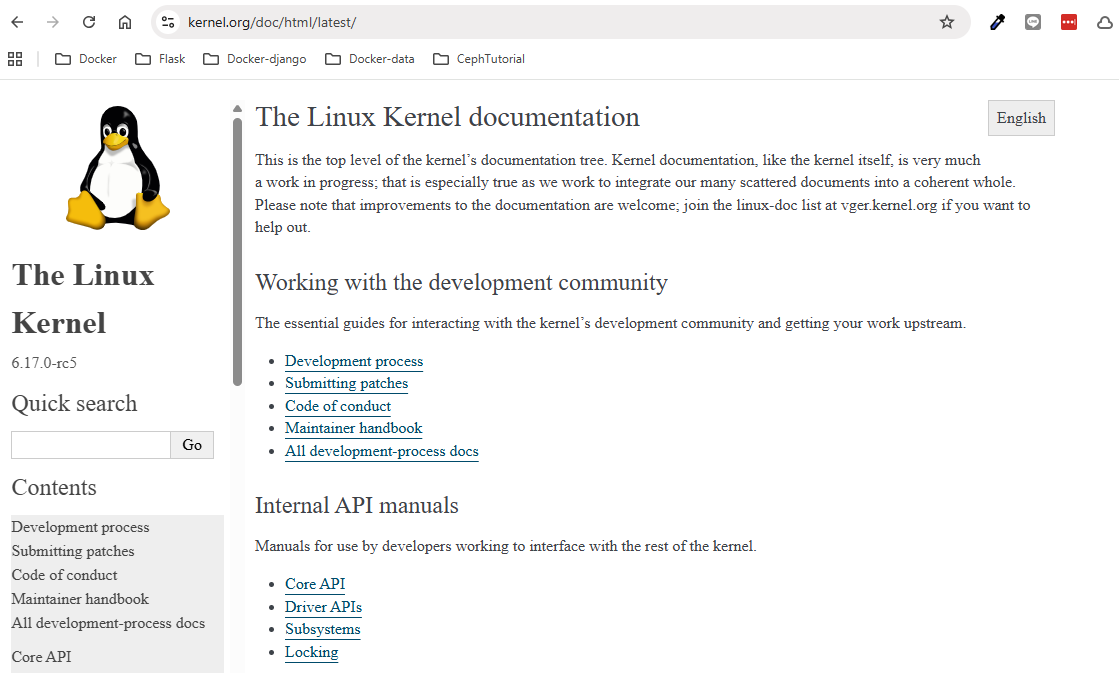 kernel.org/doc/html/latest/
Docker
Flask
Docker-django
Docker-data
CephTutorial
The Linux
Kernel
6.17.0-rc5
Quick search
Go
Contents
Development process
Submitting patches
Code of conduct
Maintainer handbook
All development-process docs
Core API
The Linux Kernel documentation
English
This is the top level of the kernel’s documentation tree. Kernel documentation, like the kernel itself, is very much
a work in progress; that is especially true as we work to integrate our many scattered documents into a coherent whole.
Please note that improvements to the documentation are welcome; join the linux-doc list at vger.kernel.org if you want to
help out.
Working with the development community
The essential guides for interacting with the kernel’s development community and getting your work upstream.
Development process
Submitting patches
Code of conduct
Maintainer handbook
All development-process docs
Internal API manuals
Manuals for use by developers working to interface with the rest of the kernel.
Core API
Driver APIs
Subsystems
Locking